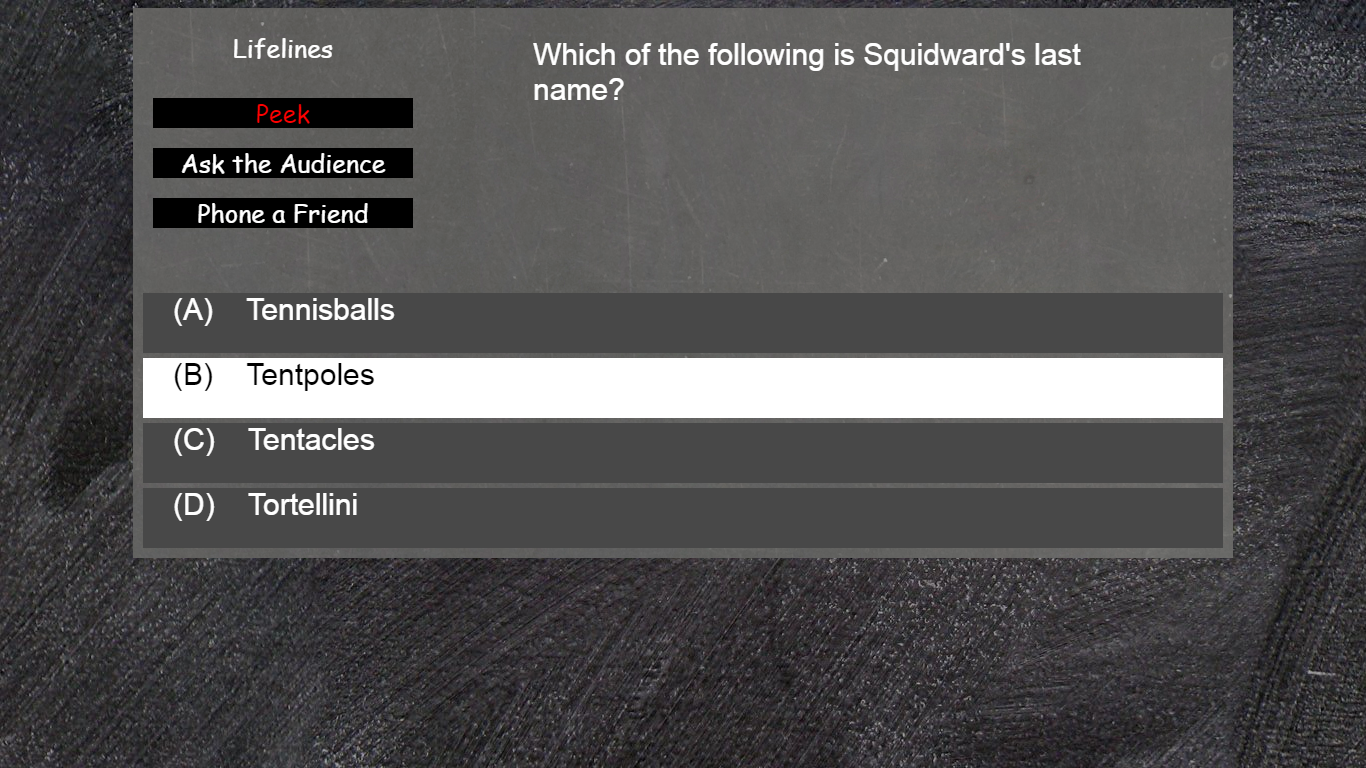 Lifelines
Which of the following is Squidward's last
name?
Peek
Ask the Audience
Phone a Friend
(A) Tennisballs
(B) Tentpoles
(C) Tentacles
(D) Tortellini